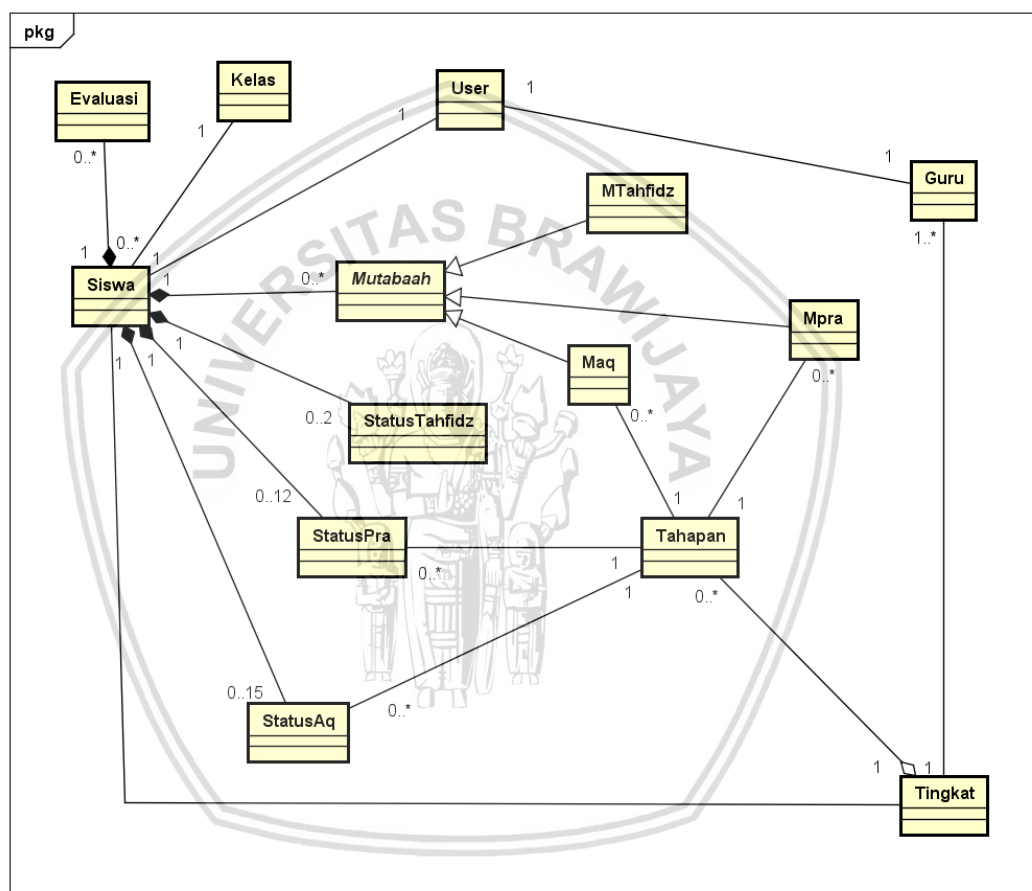 pkg
Evaluasi
Kelas
User
1
0..*
1
1
MTahfidz
1
Guru
1..*
1
0..*
1
Siswa
1
0..*
Mutabaah
Mpra
0..*
Maq
0..*
1
1
1
0..2
StatusTahfidz
0..12
StatusPra
0..*
1
1
1
Tahapan
1
0..*
0..15
StatusAq
0..*
1
1
Tingkat
UNIVERSITAS BRAWIJAYA